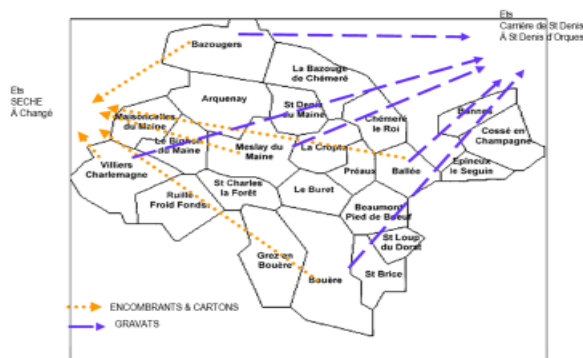 Ets
Carrière de St Denis
À St Denis d'Orques
Bazougers
La Bazouge
de Chémeré
Ets
SECHE
À Changé
Arquenay
Maisoncelles
du Maine
St Denis
du Maine
Chémeré
le Roi
Bannes
Cossé en
Champagne
Le Bignon
du Maine
Meslay du
Maine
La Cropte
Villiers
Charlemagne
Préaux
Ballée
Epineux
le Seguin
Ruillé
Froid Fonds
St Charles
la Forêt
Le Buret
Beaumont
Pied de Boeuf
St Loup
du Dorat
Grez en
Bouère
Bouère
St Brice
ENCOMBRANTS & CARTONS
GRAVATS